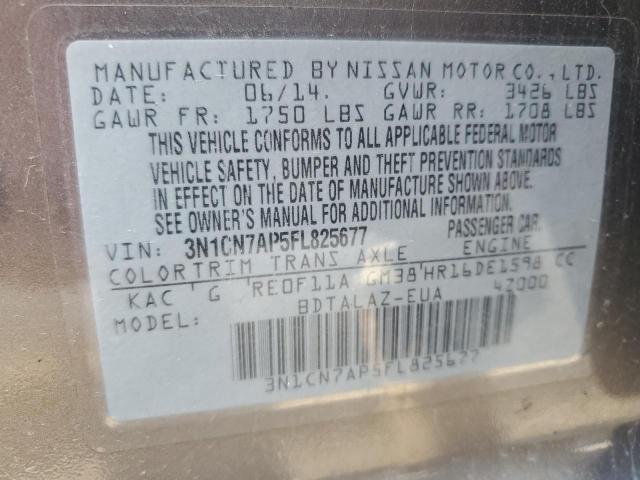 MANUFACTURED BY NISSAN MOTOR CO., LTD.
DATE: 06/14. GVWR: 3426 LBS
GAWR FR: 1750 LBS GAWR RR: 1708 LBS
THIS VEHICLE CONFORMS TO ALL APPLICABLE FEDERAL MOTOR
VEHICLE SAFETY, BUMPER AND THEFT PREVENTION STANDARDS
IN EFFECT ON THE DATE OF MANUFACTURE SHOWN ABOVE.
SEE OWNER'S MANUAL FOR ADDITIONAL INFORMATION.
VIN: 3N1CN7AP5FL825677 PASSENGER CAR.
COLOR TRIM TRANS AXLE ENGINE
KAC G RE0F11A GM38 HR16DE1598 CC
MODEL: BDTALAZ-EUA 4Z000
3N1CN7AP5FL825677